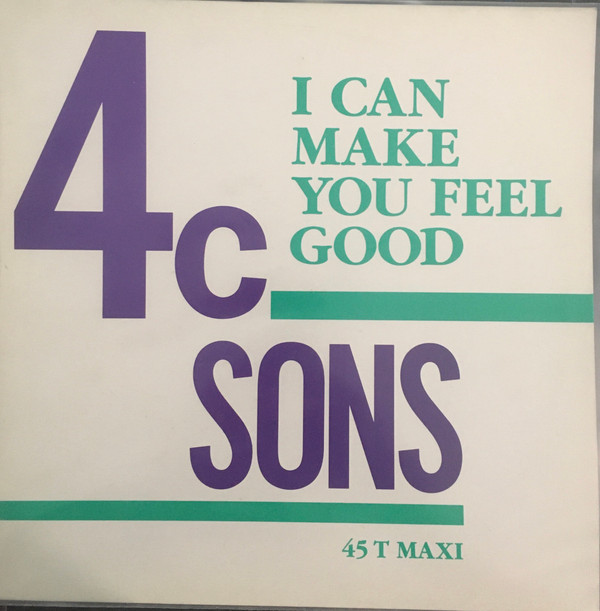 4c
I CAN
MAKE
YOU FEEL
GOOD
SONS
45 T MAXI